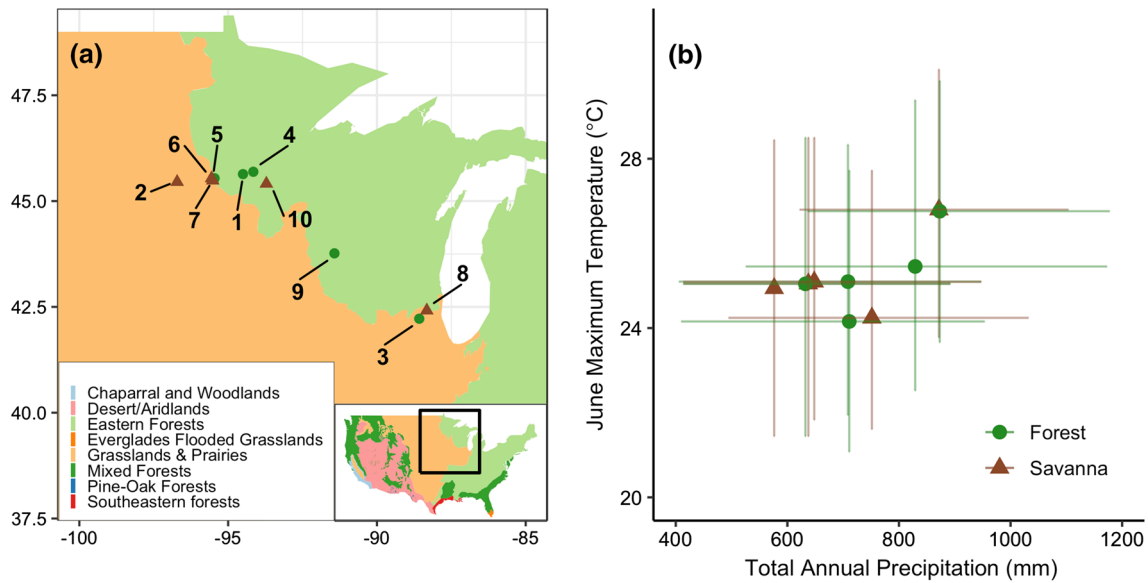 (a)
47.5
45.0
42.5
40.0
37.5
-100
-95
-90
-85
5
4
6
2
7
1
10
9
8
3
Chaparral and Woodlands
Desert/Aridlands
Eastern Forests
Everglades Flooded Grasslands
Grasslands & Prairies
Mixed Forests
Pine-Oak Forests
Southeastern forests
(b)
June Maximum Temperature (°C)
28
24
20
Forest
Savanna
400
600
800
1000
1200
Total Annual Precipitation (mm)